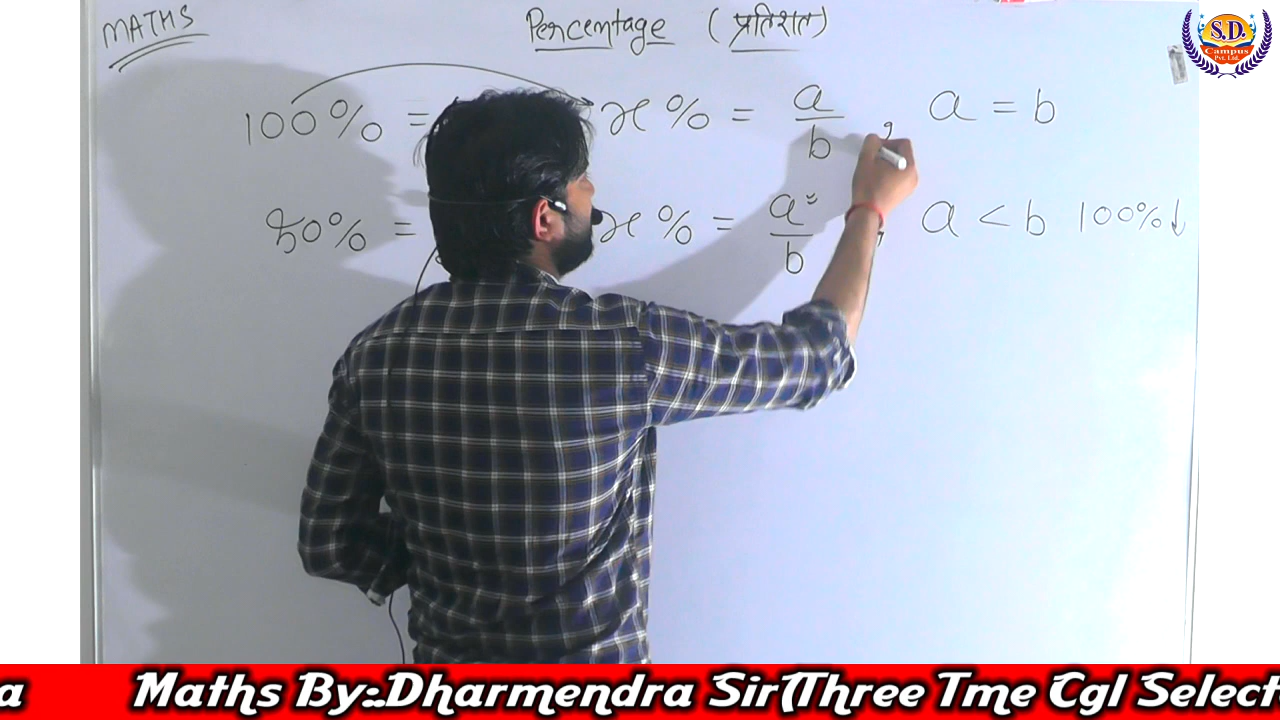 MATHS
Percentage (प्रतिशत)
S.D.
Campus
Pvt. Ltd.
100% = x% = a/b , a = b
50% = x% = a/b , a < b 100%↓
a Maths By::Dharmendra Sir(Three Tme Cgl Select